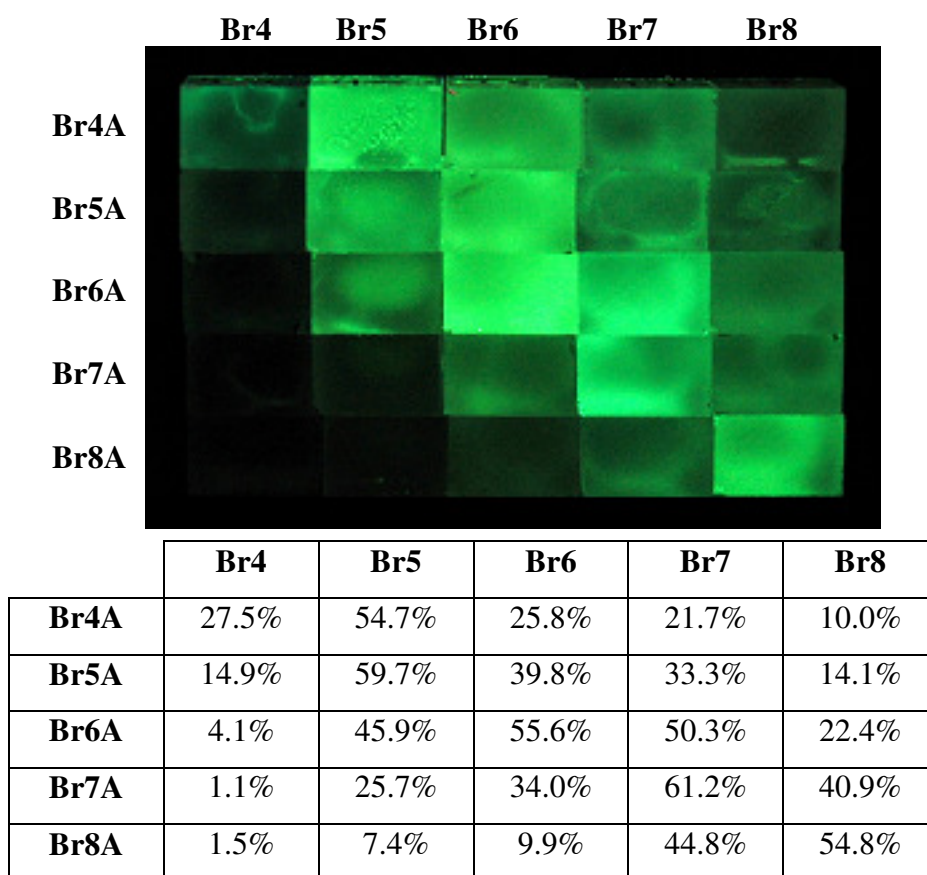 Br4 Br5 Br6 Br7 Br8
Br4A
Br5A
Br6A
Br7A
Br8A
Br4 Br5 Br6 Br7 Br8
Br4A 27.5% 54.7% 25.8% 21.7% 10.0%
Br5A 14.9% 59.7% 39.8% 33.3% 14.1%
Br6A 4.1% 45.9% 55.6% 50.3% 22.4%
Br7A 1.1% 25.7% 34.0% 61.2% 40.9%
Br8A 1.5% 7.4% 9.9% 44.8% 54.8%